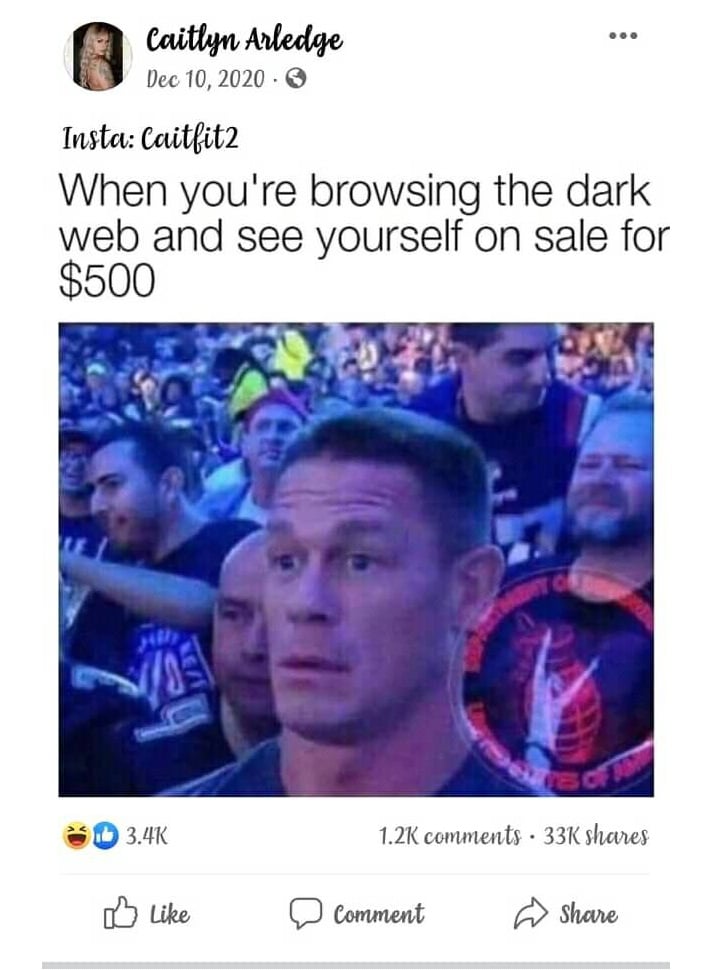 Caitlyn Arledge
Dec 10, 2020 ·
Insta: Caitfit2
When you're browsing the dark
web and see yourself on sale for
$500
OF
3.4K
1.2K comments · 33K shares
Like
Comment
Share